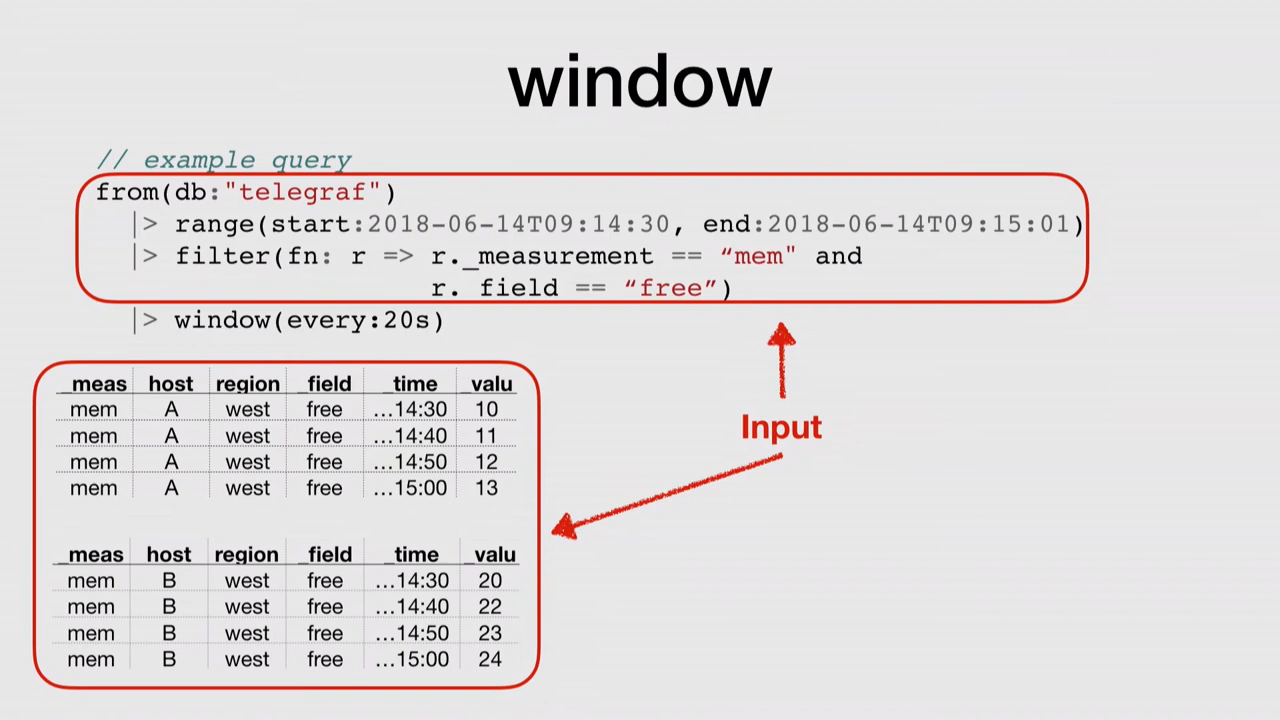 window
// example query
from(db:"telegraf")
|> range(start:2018-06-14T09:14:30, end:2018-06-14T09:15:01)
|> filter(fn: r => r._measurement == “mem" and
r._field == “free”)
|> window(every:20s)
Input
_meas host region _field _time _valu
mem A west free …14:30 10
mem A west free …14:40 11
mem A west free …14:50 12
mem A west free …15:00 13
_meas host region _field _time _valu
mem B west free …14:30 20
mem B west free …14:40 22
mem B west free …14:50 23
mem B west free …15:00 24